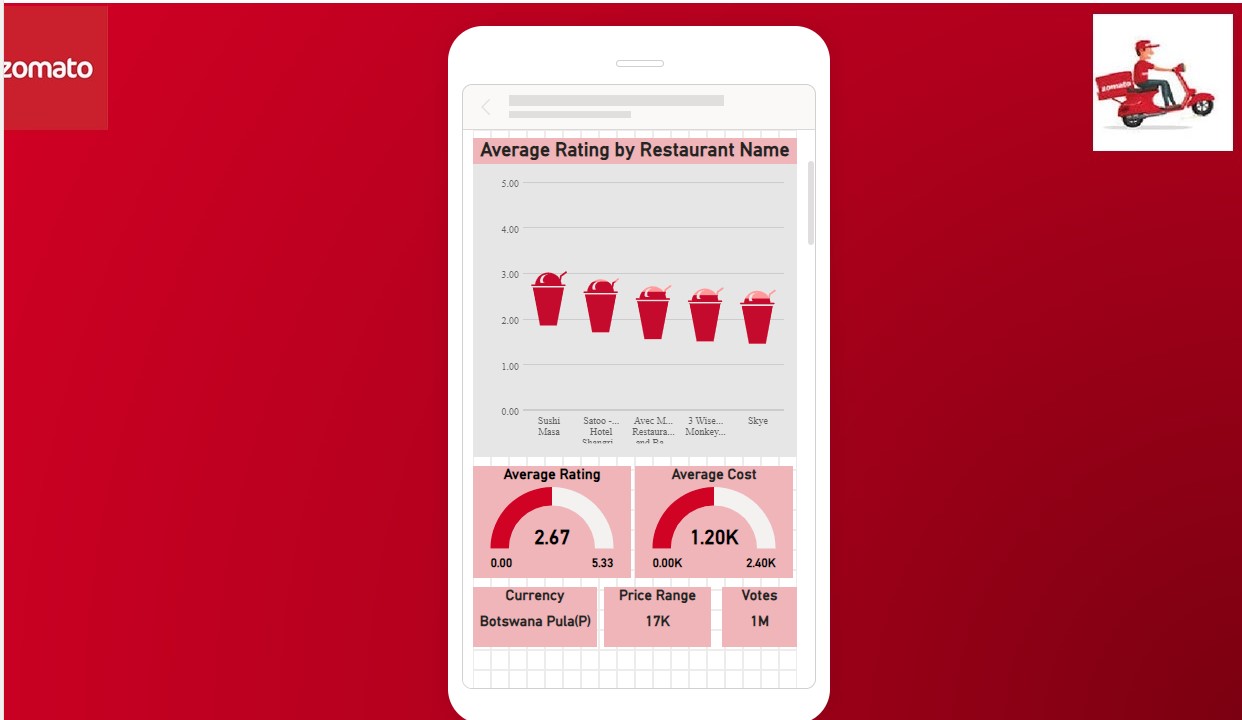 zomato
zomato
Average Rating by Restaurant Name
5.00
4.00
3.00
2.00
1.00
0.00
Sushi Masa
Satoo -... Hotel Shangri...
Avec M... Restaura... and Ba...
3 Wise... Monkey...
Skye
Average Rating
2.67
0.00 5.33
Average Cost
1.20K
0.00K 2.40K
Currency
Botswana Pula(P)
Price Range
17K
Votes
1M